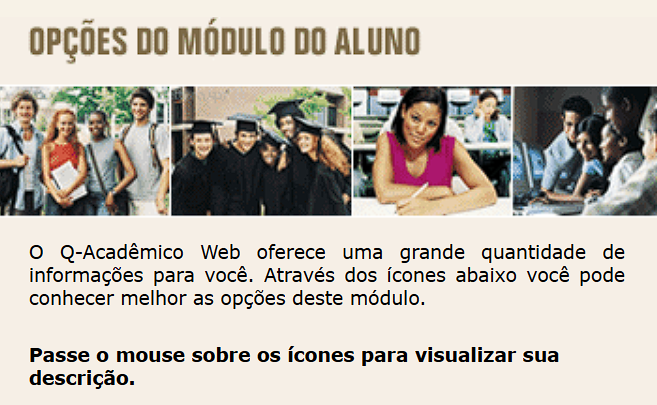 OPÇÕES DO MÓDULO DO ALUNO
O Q-Acadêmico Web oferece uma grande quantidade de
informações para você. Através dos ícones abaixo você pode
conhecer melhor as opções deste módulo.
Passe o mouse sobre os ícones para visualizar sua
descrição.